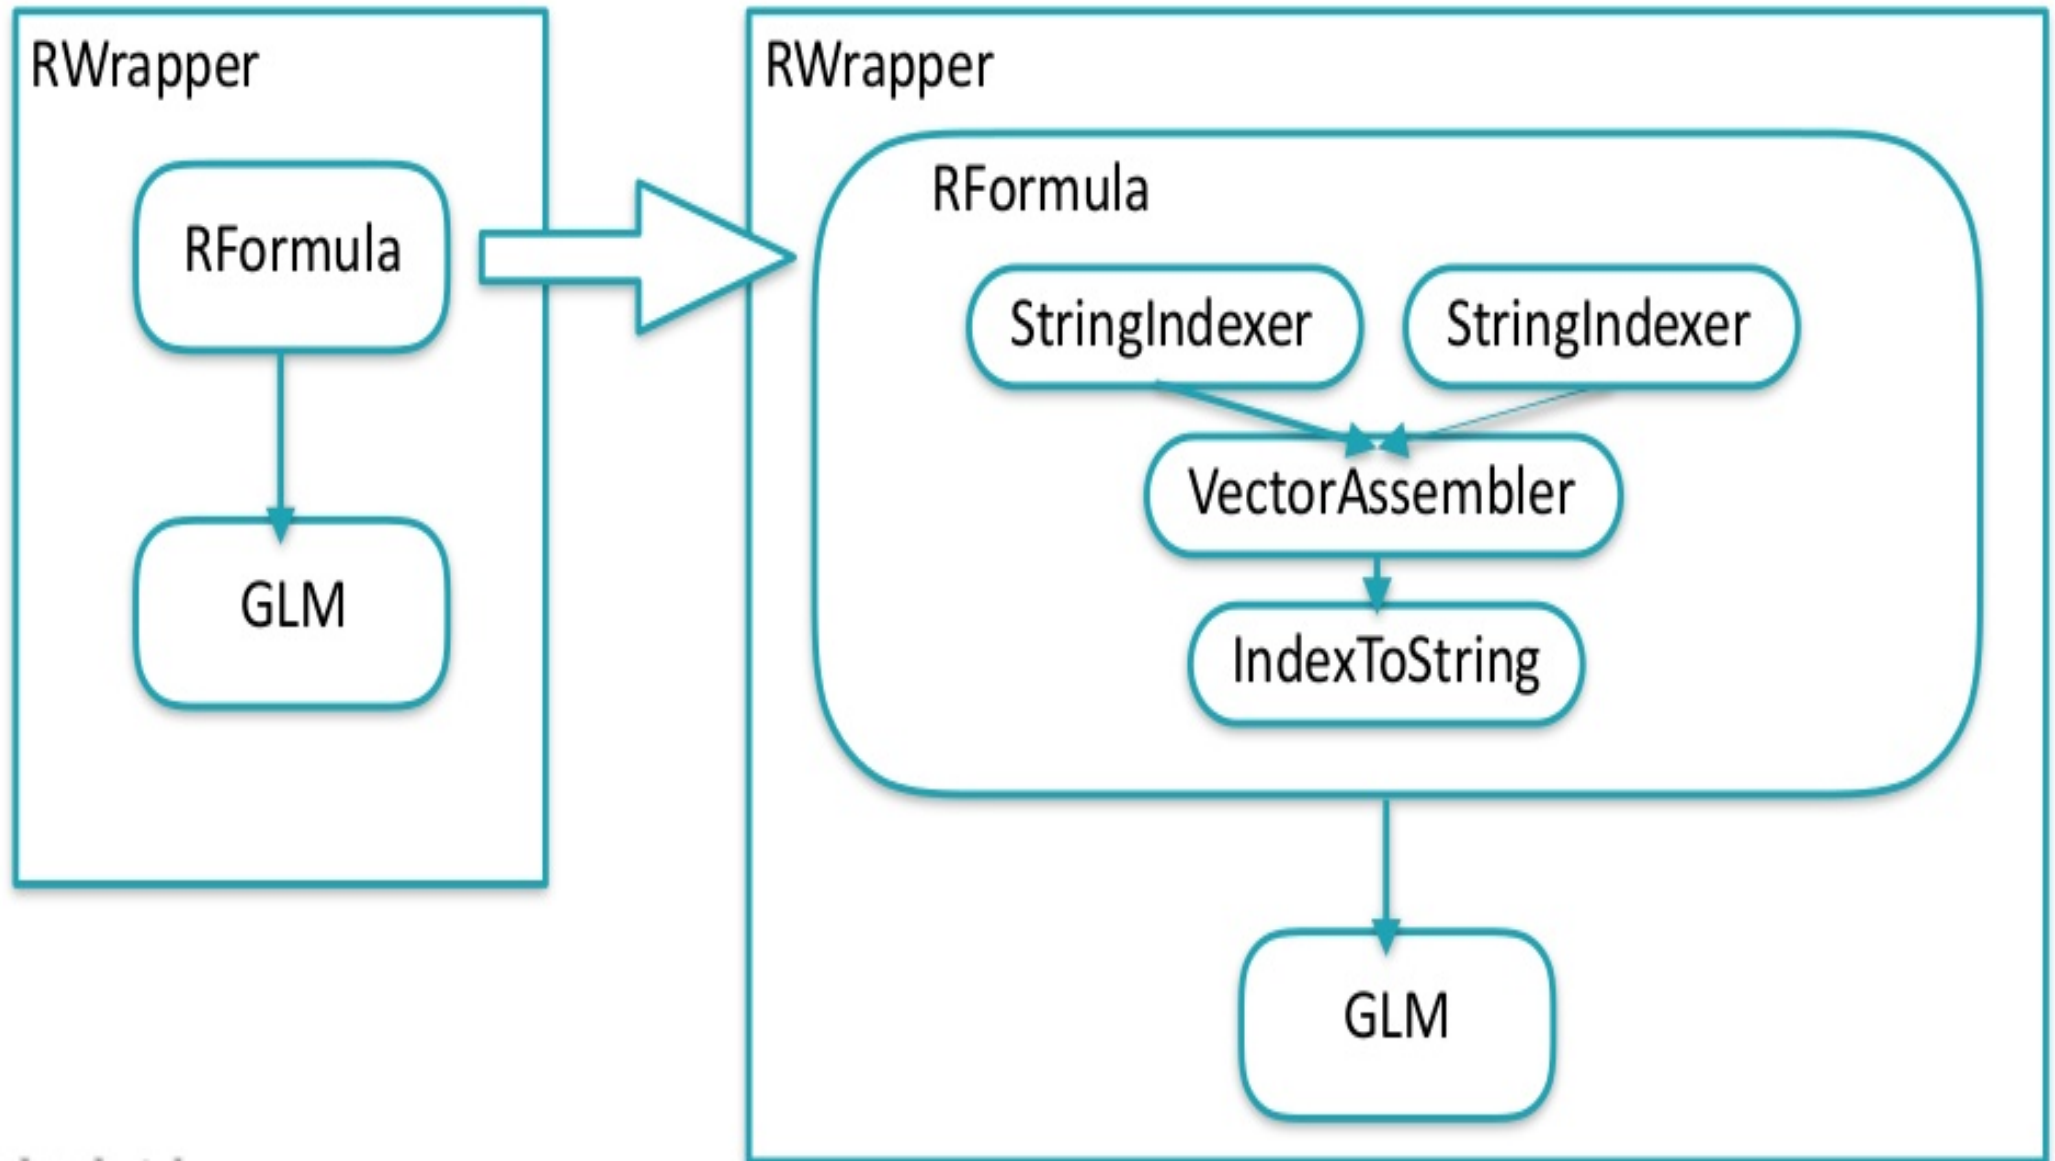 RWrapper
RFormula
GLM
RWrapper
RFormula
StringIndexer
StringIndexer
VectorAssembler
IndexToString
GLM